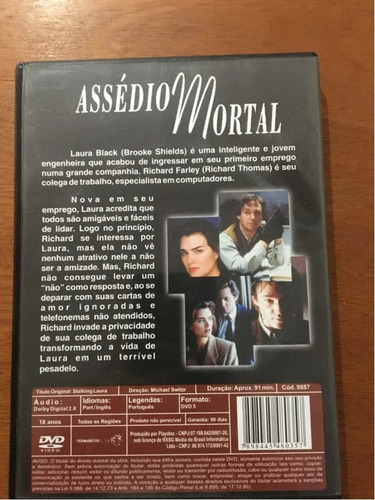 ASSÉDIO MORTAL
Laura Black (Brooke Shields) é uma inteligente e jovem
engenheira que acabou de ingressar em seu primeiro emprego
numa grande companhia. Richard Farley (Richard Thomas) é seu
colega de trabalho, especialista em computadores.
Nova em seu
emprego, Laura acredita que
todos são amigáveis e fáceis
de lidar. Logo no princípio,
Richard se interessa por
Laura, mas ela não vê
nenhum atrativo nele a não
ser a amizade. Mas, Richard
não consegue levar um
"não" como resposta e, ao se
deparar com suas cartas de
amor ignoradas e
telefonemas não atendidos,
Richard invade a privacidade
de sua colega de trabalho
transformando a vida de
Laura em um terrível
pesadelo.
Título Original: Stalking Laura
Direção: Michael Switzr
Duração: Aprox. 91 min.
Cód. 9887
Áudio:
Dolby Digital 2.0
Idiomas:
Port/Inglês
Legendas:
Português
Formato:
DVD 5
18 anos
Todas as Regiões
Produto não perecível
Garantia: 90 dias
DVD
VIDEO
7898445480357